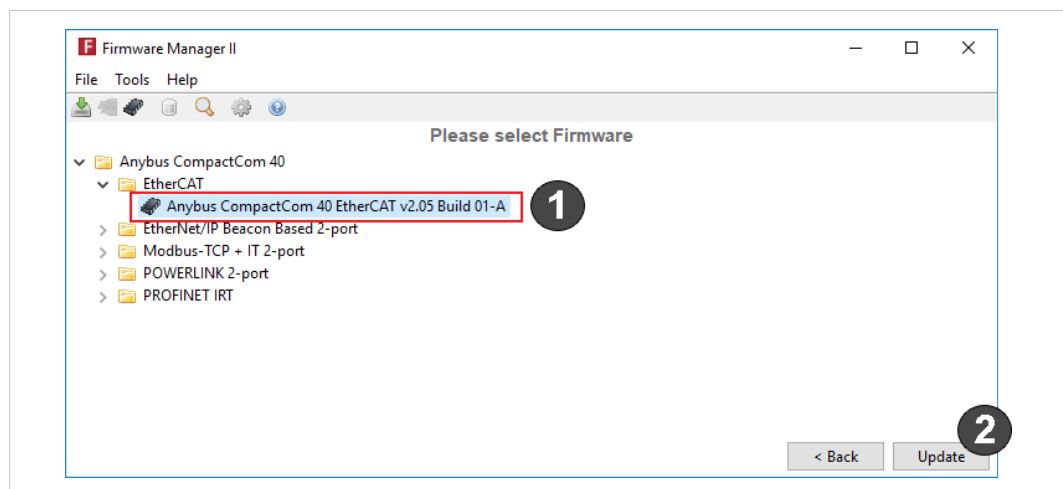 F Firmware Manager II
File Tools Help
Please select Firmware
Anybus CompactCom 40
EtherCAT
Anybus CompactCom 40 EtherCAT v2.05 Build 01-A 1
EtherNet/IP Beacon Based 2-port
Modbus-TCP + IT 2-port
POWERLINK 2-port
PROFINET IRT
2
< Back Update